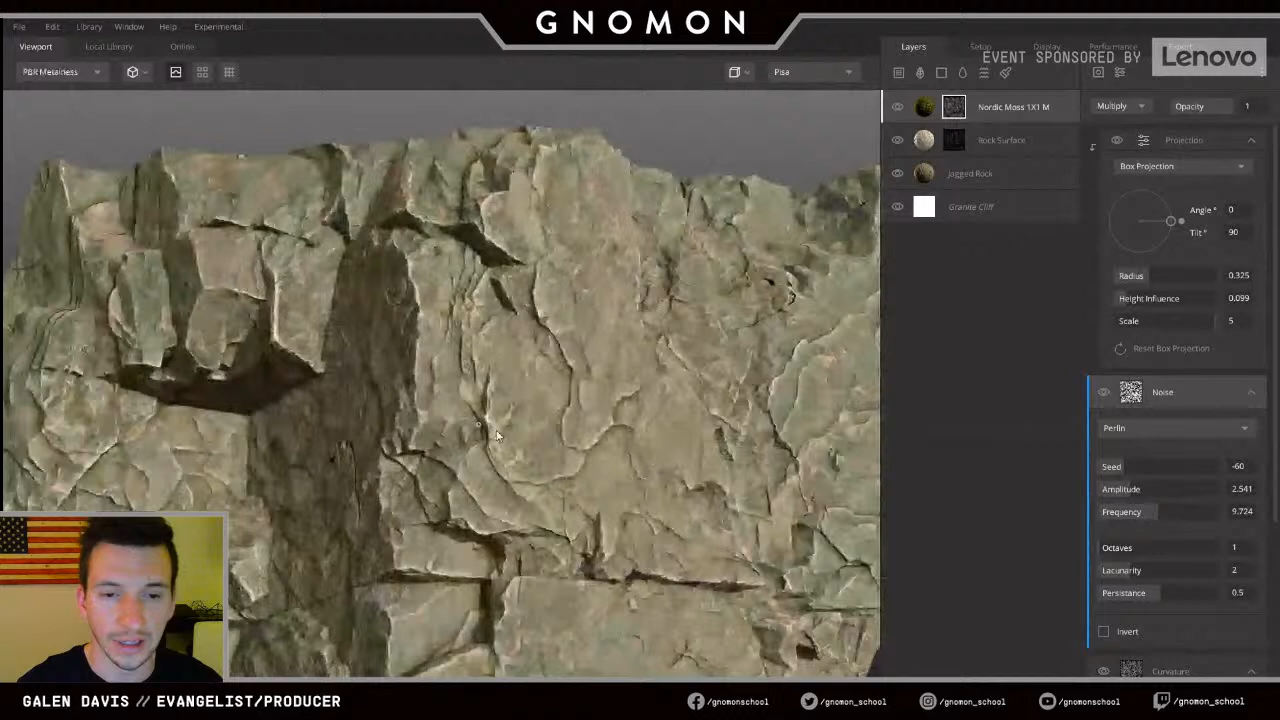 GNOMON
File Edit Library Window Help Experimental
Viewport Local Library Online
Layers Setup Display Performance
EVENT SPONSORED BY Lenovo
PBR Metalness
Pisa
Nordic Moss 1X1 M
Multiply Opacity 1
Rock Surface
Projection
Jagged Rock
Box Projection
Granite Cliff
Angle ° 0
Tilt ° 90
Radius 0.325
Height Influence 0.099
Scale 5
Reset Box Projection
Noise
Perlin
Seed -60
Amplitude 2.541
Frequency 9.724
Octaves 1
Lacunarity 2
Persistance 0.5
Invert
Curvature
GALEN DAVIS // EVANGELIST/PRODUCER
/gnomonschool /gnomon_school /gnomon_school /gnomonschool /gnomon_school